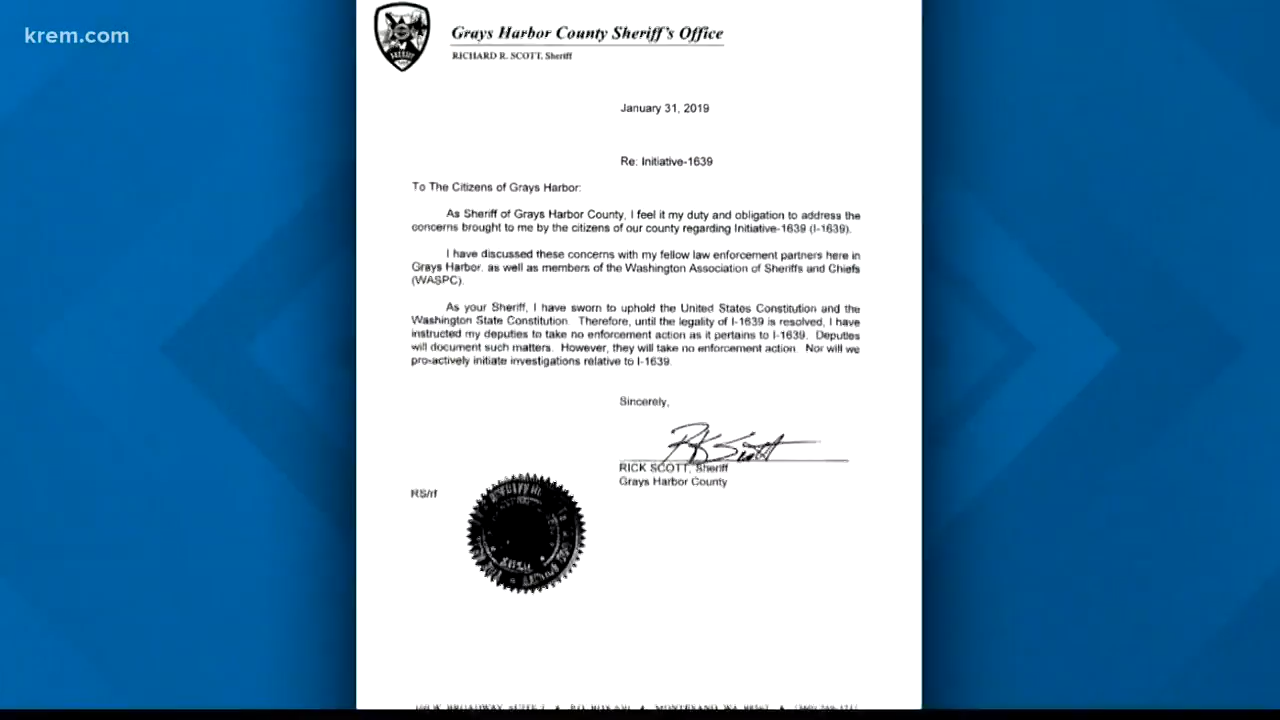 krem.com
Grays Harbor County Sheriff's Office
RICHARD R. SCOTT, Sheriff
January 31, 2019
Re: Initiative-1639
To The Citizens of Grays Harbor:
As Sheriff of Grays Harbor County, I feel it my duty and obligation to address the
concerns brought to me by the citizens of our county regarding Initiative-1639 (I-1639).
I have discussed these concerns with my fellow law enforcement partners here in
Grays Harbor, as well as members of the Washington Association of Sheriffs and Chiefs
(WASPC).
As your Sheriff, I have sworn to uphold the United States Constitution and the
Washington State Constitution. Therefore, until the legality of I-1639 is resolved, I have
instructed my deputies to take no enforcement action as it pertains to I-1639. Deputies
will document such matters. However, they will take no enforcement action. Nor will we
pro-actively initiate investigations relative to I-1639.
Sincerely,
RK Scott
RICK SCOTT, Sheriff
Grays Harbor County
RS/rf
SEAL